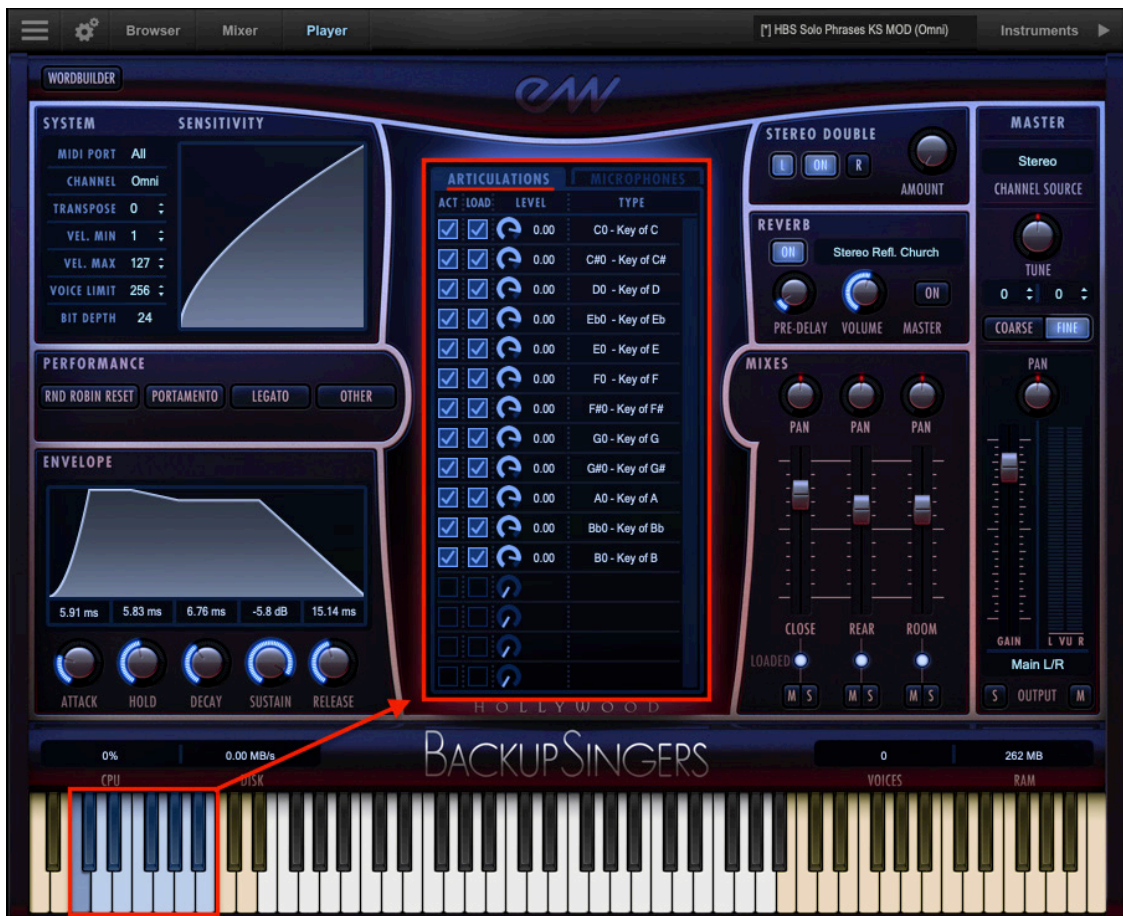 Browser Mixer Player [*] HBS Solo Phrases KS MOD (Omni) Instruments
WORDBUILDER
ew
SYSTEM SENSITIVITY
MIDI PORT All
CHANNEL Omni
TRANSPOSE 0
VEL. MIN 1
VEL. MAX 127
VOICE LIMIT 256
BIT DEPTH 24
PERFORMANCE
RND ROBIN RESET PORTAMENTO LEGATO OTHER
ENVELOPE
5.91 ms 5.83 ms 6.76 ms -5.8 dB 15.14 ms
ATTACK HOLD DECAY SUSTAIN RELEASE
ARTICULATIONS MICROPHONES
ACT LOAD LEVEL TYPE
0.00 C0 - Key of C
0.00 C#0 - Key of C#
0.00 D0 - Key of D
0.00 Eb0 - Key of Eb
0.00 E0 - Key of E
0.00 F0 - Key of F
0.00 F#0 - Key of F#
0.00 G0 - Key of G
0.00 G#0 - Key of G#
0.00 A0 - Key of A
0.00 Bb0 - Key of Bb
0.00 B0 - Key of B
STEREO DOUBLE
L ON R
AMOUNT
REVERB
ON Stereo Refl. Church
ON
PRE-DELAY VOLUME MASTER
MIXES
PAN PAN PAN
CLOSE REAR ROOM
LOADED
M S M S M S
MASTER
Stereo
CHANNEL SOURCE
TUNE
0 0
COARSE FINE
PAN
GAIN L VU R
Main L/R
S OUTPUT M
HOLLYWOOD
BACKUPSINGERS
0% 0.00 MB/s
CPU DISK
0 262 MB
VOICES RAM